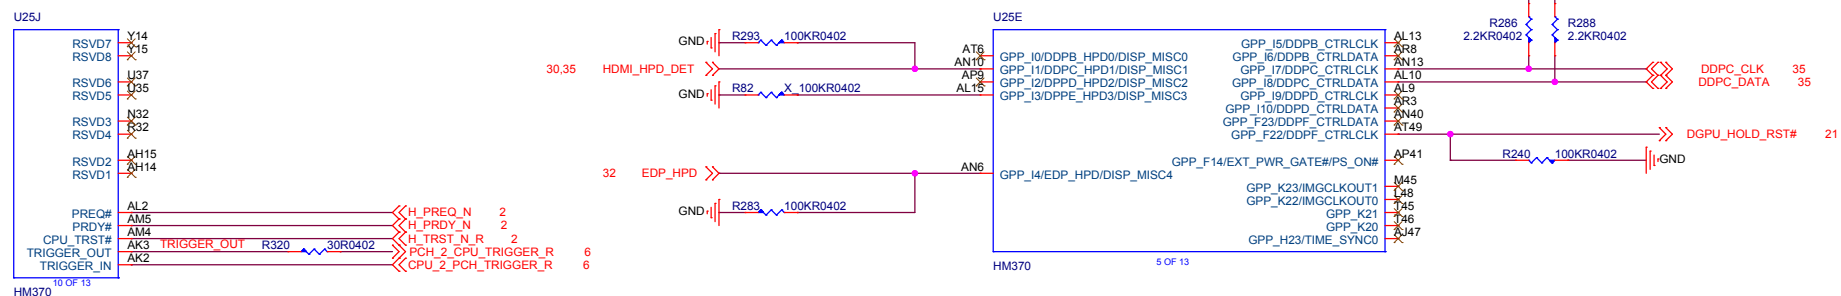 U25J
RSVD7 Y14
RSVD8 Y15
RSVD6 U37
RSVD5 U35
RSVD3 N32
RSVD4 R32
RSVD2 AH15
RSVD1 AH14
PREQ# AL2 H_PREQ_N 2
PRDY# AM5 H_PRDY_N 2
CPU_TRST# AM4 H_TRST_N_R 2
TRIGGER_OUT AK3 TRIGGER_OUT R320 30R0402 PCH_2_CPU_TRIGGER_R 6
TRIGGER_IN AK2 CPU_2_PCH_TRIGGER_R 6
10 OF 13
HM370
U25E
GND R293 100KR0402
AT6 GPP_I0/DDPB_HPD0/DISP_MISC0
30,35 HDMI_HPD_DET AN10 GPP_I1/DDPC_HPD1/DISP_MISC1
AP9 GPP_I2/DPPD_HPD2/DISP_MISC2
GND R82 X_100KR0402 AL15 GPP_I3/DPPE_HPD3/DISP_MISC3
32 EDP_HPD AN6 GPP_I4/EDP_HPD/DISP_MISC4
GND R283 100KR0402
R286 2.2KR0402
R288 2.2KR0402
GPP_I5/DDPB_CTRLCLK AL13
GPP_I6/DDPB_CTRLDATA AR8
GPP_I7/DDPC_CTRLCLK AN13 DDPC_CLK 35
GPP_I8/DDPC_CTRLDATA AL10 DDPC_DATA 35
GPP_I9/DDPD_CTRLCLK AL9
GPP_I10/DDPD_CTRLDATA AR3
GPP_F23/DDPF_CTRLDATA AN40
GPP_F22/DDPF_CTRLCLK AT49 DGPU_HOLD_RST# 21
R240 100KR0402 GND
GPP_F14/EXT_PWR_GATE#/PS_ON# AP41
GPP_K23/IMGCLKOUT1 M45
GPP_K22/IMGCLKOUT0 L48
GPP_K21 T45
GPP_K20 T46
GPP_H23/TIME_SYNC0 AJ47
5 OF 13
HM370